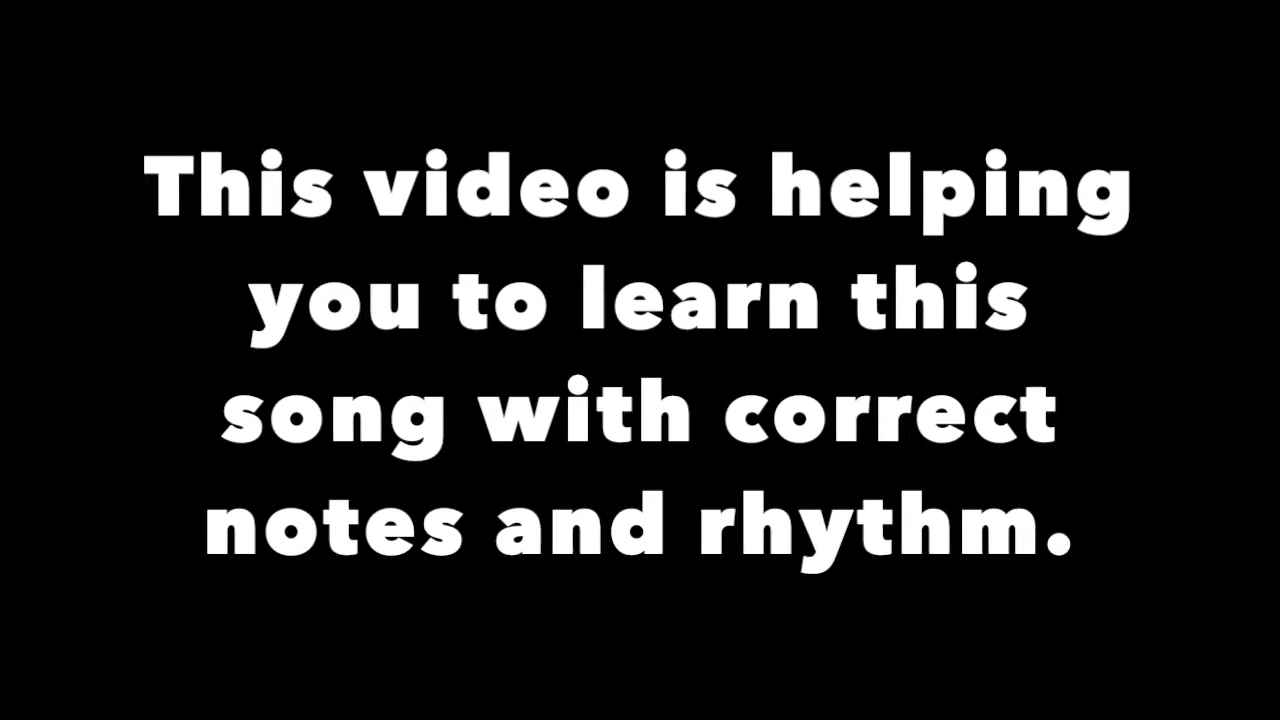 This video is helping
you to learn this
song with correct
notes and rhythm.